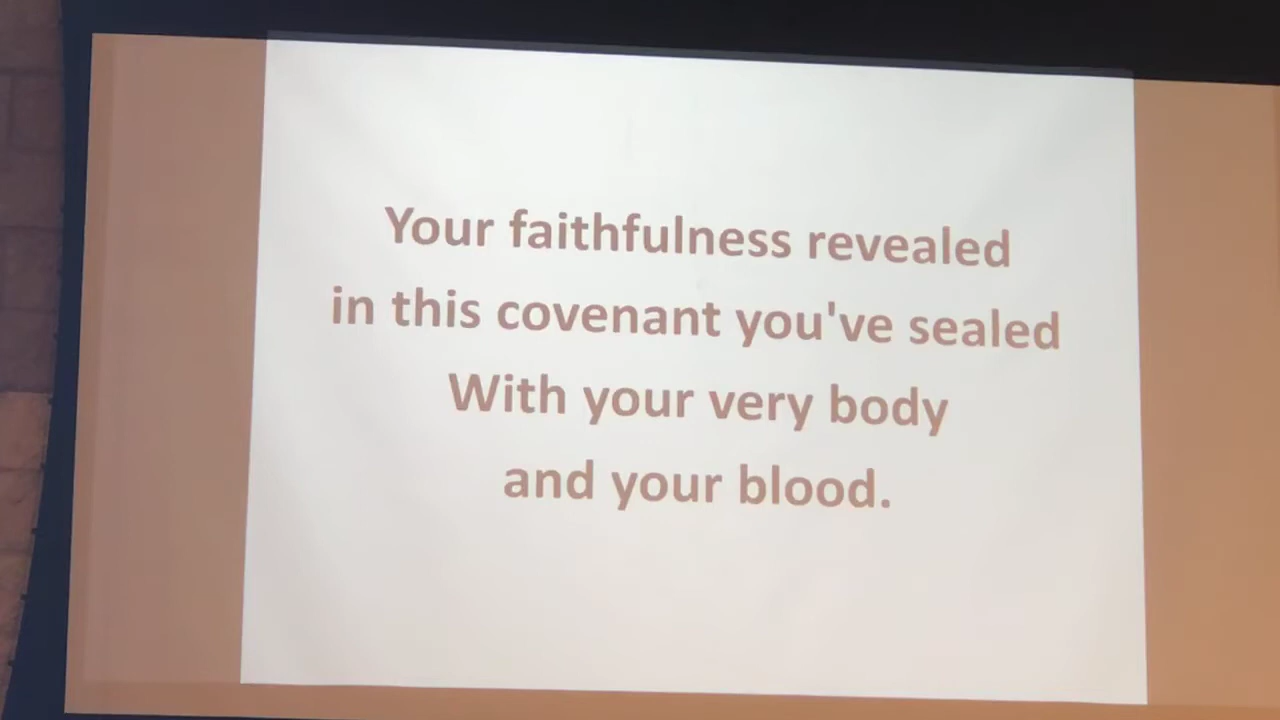 Your faithfulness revealed
in this covenant you've sealed
With your very body
and your blood.